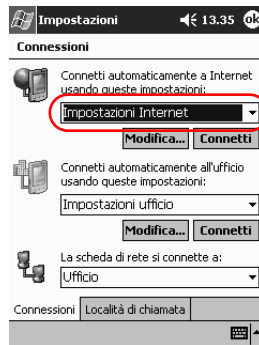 Impostazioni 13.35 ok
Connessioni
Connetti automaticamente a Internet
usando queste impostazioni:
Impostazioni Internet
Modifica... Connetti
Connetti automaticamente all'ufficio
usando queste impostazioni:
Impostazioni ufficio
Modifica... Connetti
La scheda di rete si connette a:
Ufficio
Connessioni Località di chiamata